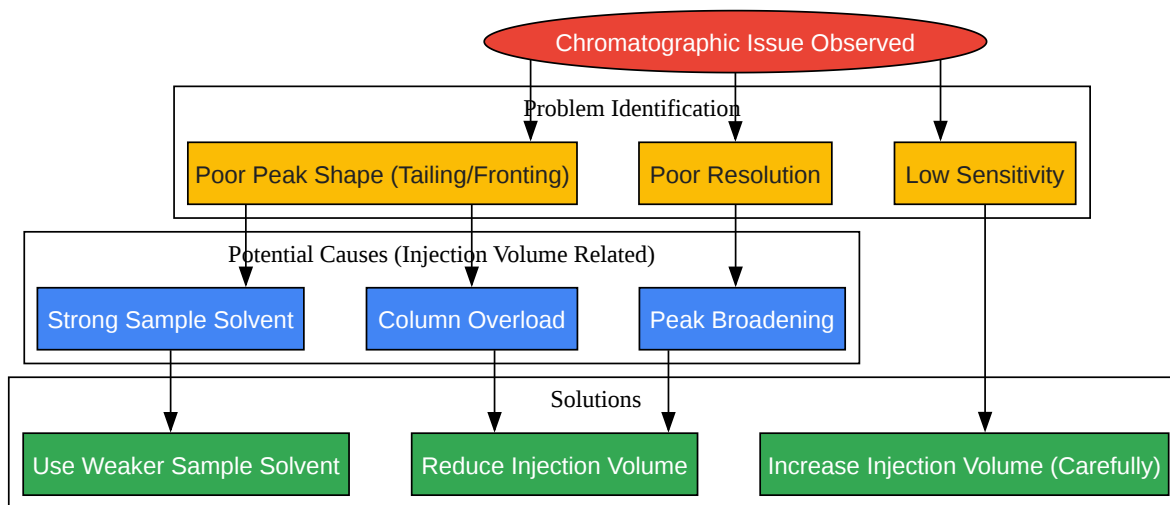 Chromatographic Issue Observed
Problem Identification
Poor Peak Shape (Tailing/Fronting)
Poor Resolution
Low Sensitivity
Potential Causes (Injection Volume Related)
Strong Sample Solvent
Column Overload
Peak Broadening
Solutions
Use Weaker Sample Solvent
Reduce Injection Volume
Increase Injection Volume (Carefully)